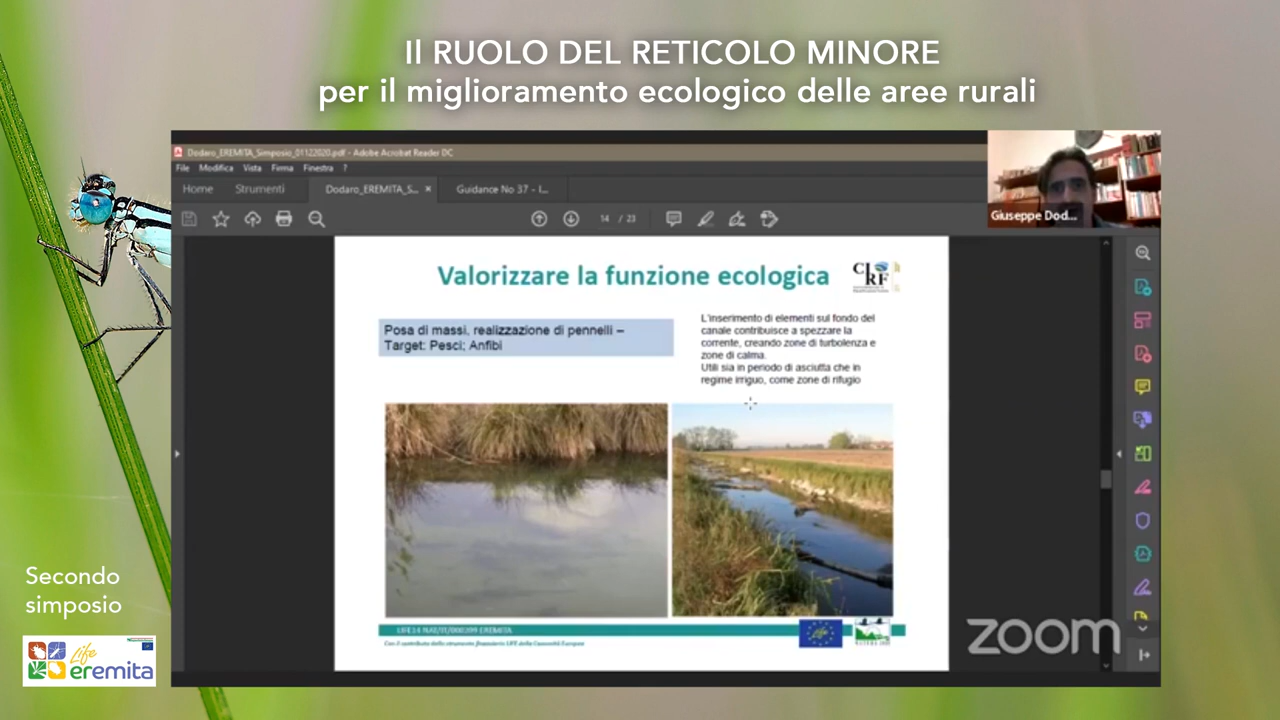 Il RUOLO DEL RETICOLO MINORE
per il miglioramento ecologico delle aree rurali
Dodaro_EREMITA_Simposio_01122020.pdf - Adobe Acrobat Reader DC
File Modifica Vista Firma Finestra ?
Home Strumenti Dodaro_EREMITA_S... × Guidance No 37 - I...
14 / 23
Giuseppe Dod...
Valorizzare la funzione ecologica
CIRF
Posa di massi, realizzazione di pennelli –
Target: Pesci; Anfibi
L'inserimento di elementi sul fondo del
canale contribuisce a spezzare la
corrente, creando zone di turbolenza e
zone di calma.
Utili sia in periodo di asciutta che in
regime irriguo, come zone di rifugio
LIFE14 NAT/IT/000209 EREMITA
Con il contributo dello strumento finanziario LIFE della Comunità Europea
Life
NATURA 2000
zoom
Secondo
simposio
Life
eremita